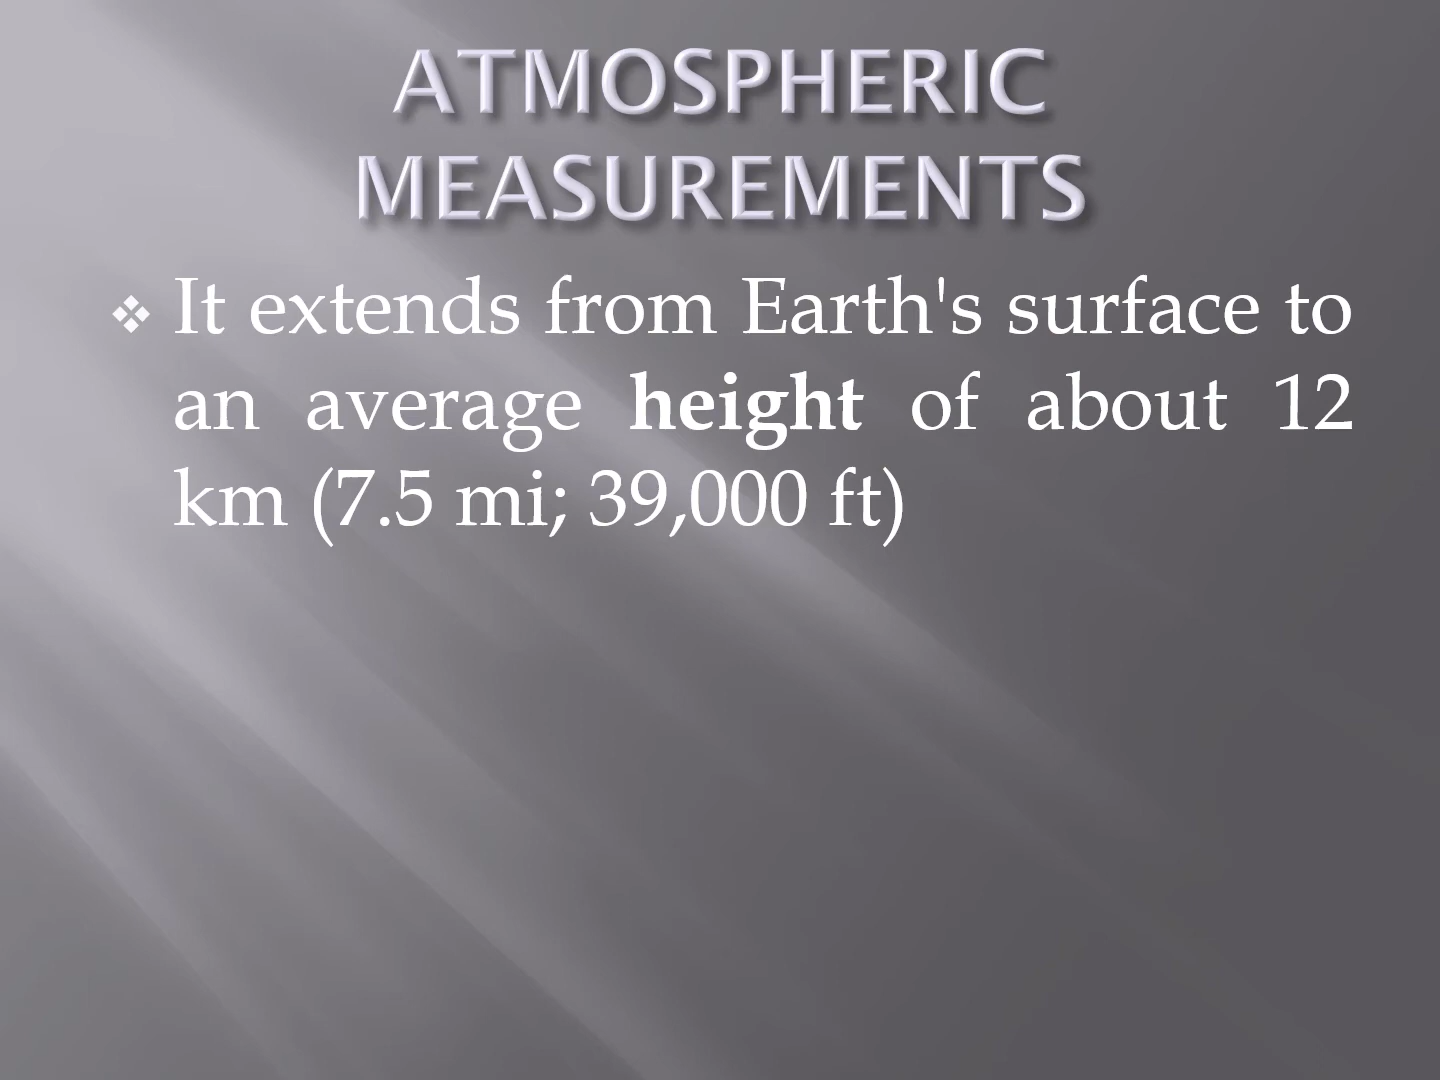 ATMOSPHERIC
MEASUREMENTS
❖ It extends from Earth's surface to
an average height of about 12
km (7.5 mi; 39,000 ft)